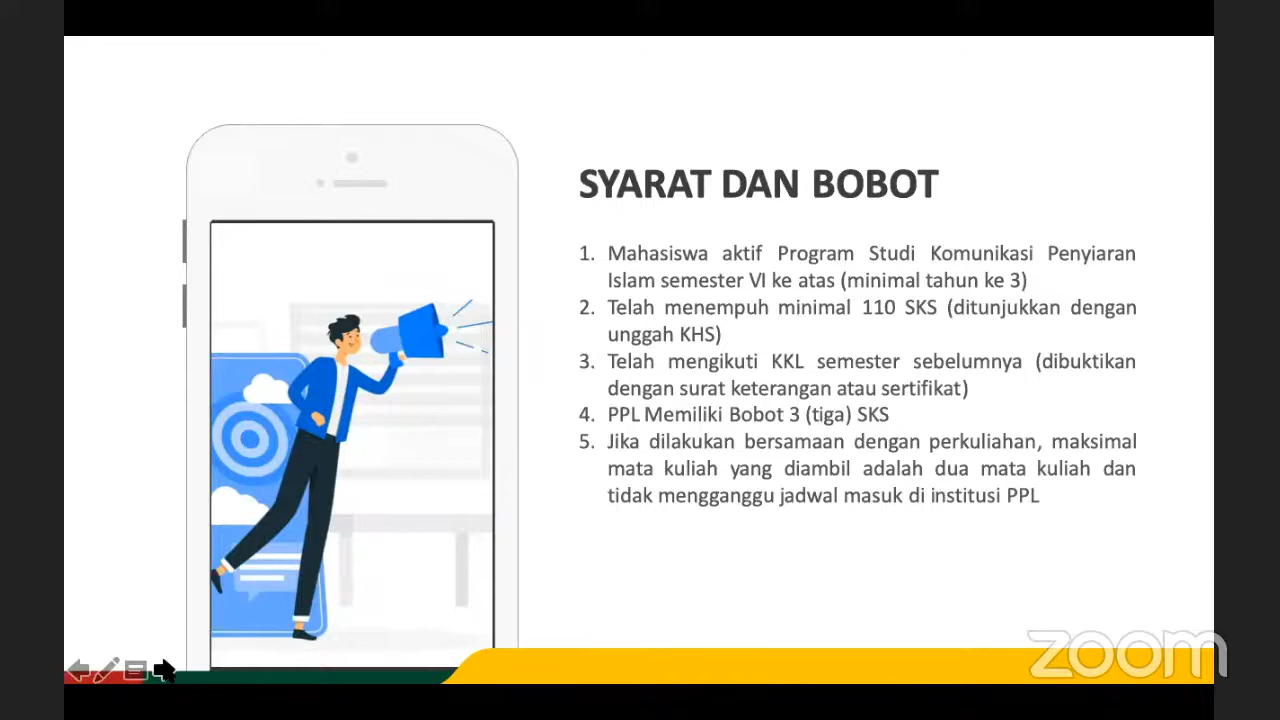 SYARAT DAN BOBOT
1. Mahasiswa aktif Program Studi Komunikasi Penyiaran
Islam semester VI ke atas (minimal tahun ke 3)
2. Telah menempuh minimal 110 SKS (ditunjukkan dengan
unggah KHS)
3. Telah mengikuti KKL semester sebelumnya (dibuktikan
dengan surat keterangan atau sertifikat)
4. PPL Memiliki Bobot 3 (tiga) SKS
5. Jika dilakukan bersamaan dengan perkuliahan, maksimal
mata kuliah yang diambil adalah dua mata kuliah dan
tidak mengganggu jadwal masuk di institusi PPL
zoom